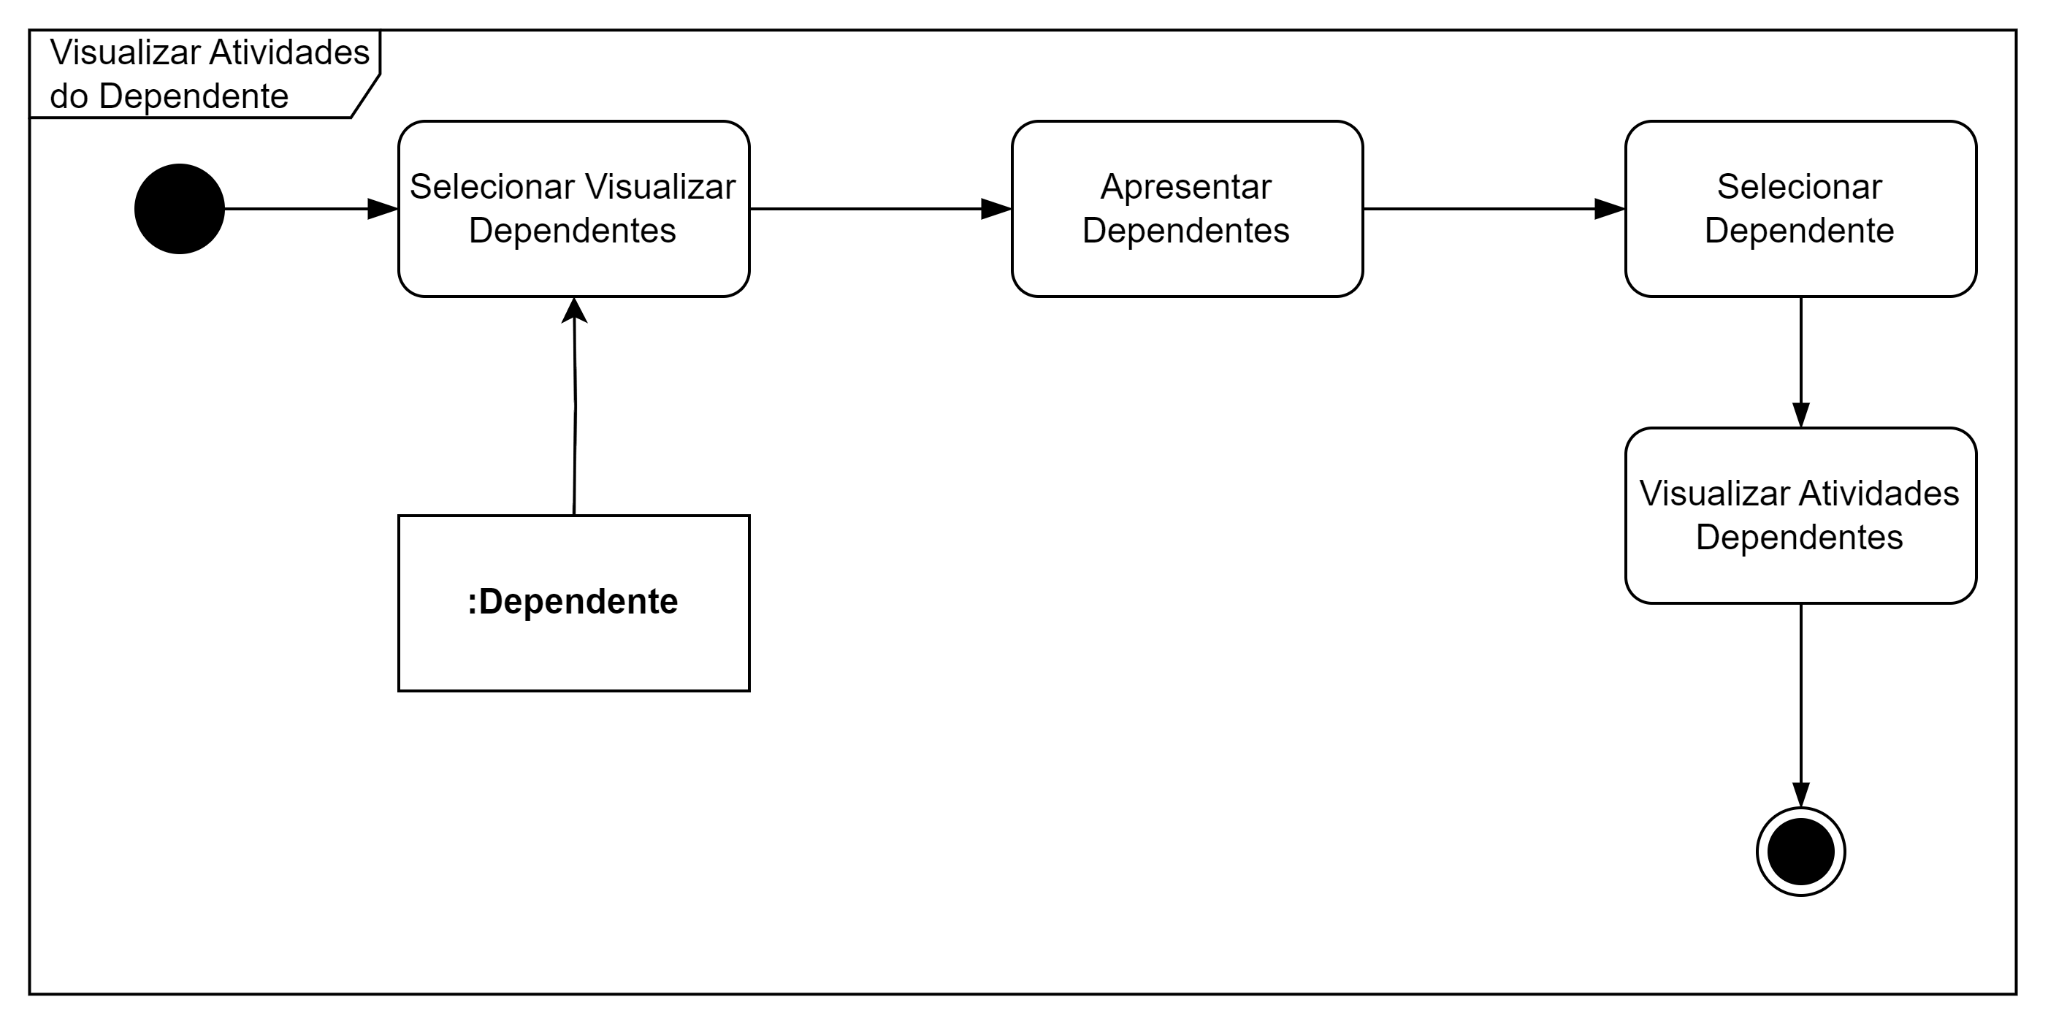 Visualizar Atividades
do Dependente
Selecionar Visualizar
Dependentes
Apresentar
Dependentes
Selecionar
Dependente
Visualizar Atividades
Dependentes
:Dependente